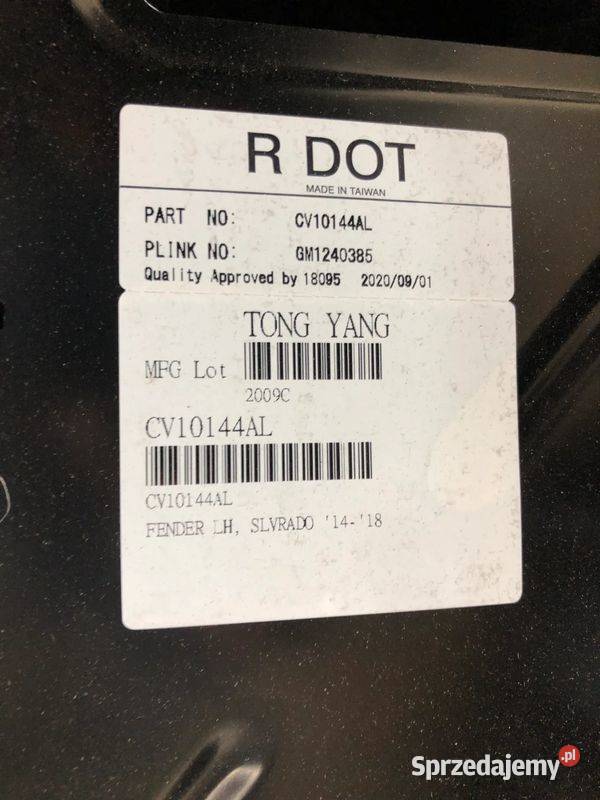 R DOT
MADE IN TAIWAN
PART NO: CV10144AL
PLINK NO: GM1240385
Quality Approved by 18095 2020/09/01
TONG YANG
MFG Lot
2009C
CV10144AL
CV10144AL
FENDER LH, SLVRADO '14-'18
Sprzedajemy.pl